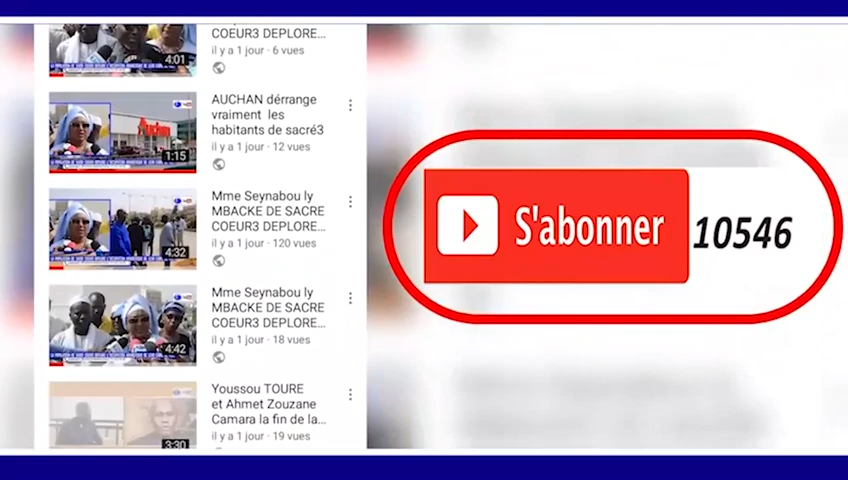 COEUR3 DEPLORE...
il y a 1 jour · 6 vues
4:01
AUCHAN dérrange
vraiment les
habitants de sacré3
il y a 1 jour · 12 vues
Auchan
1:15
Mme Seynabou ly
MBACKE DE SACRE
COEUR3 DEPLORE...
il y a 1 jour · 120 vues
4:32
Mme Seynabou ly
MBACKE DE SACRE
COEUR3 DEPLORE...
il y a 1 jour · 18 vues
4:42
Youssou TOURE
et Ahmet Zouzane
Camara la fin de la...
il y a 1 jour · 19 vues
3:30
S'abonner 10546